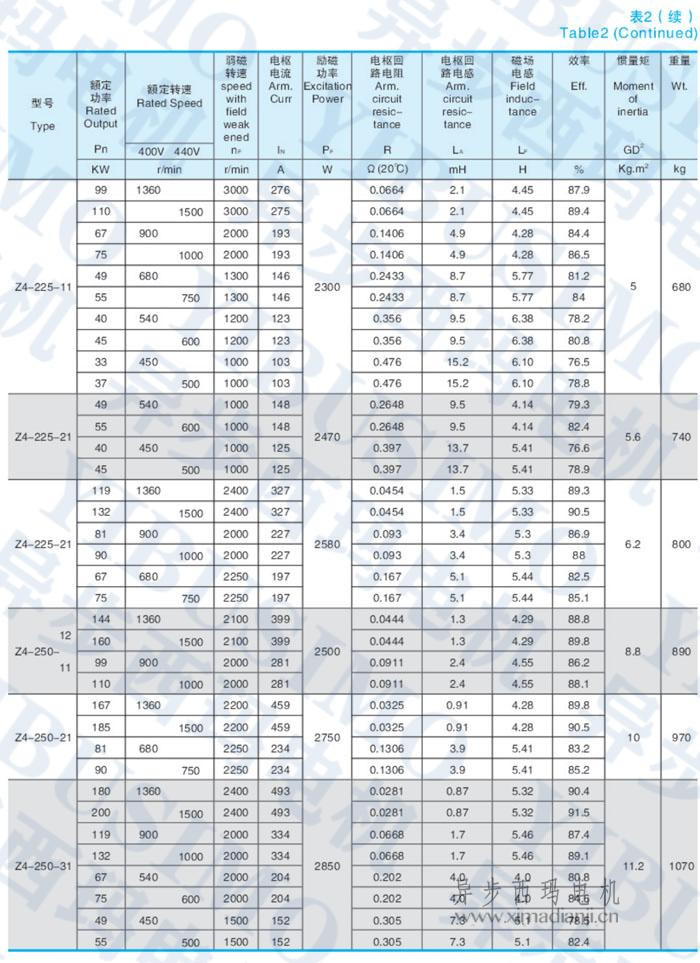 表2（续）
Table2 (Continued)
型号 Type
額定功率 Rated Output Pn KW
額定转速 Rated Speed 400V 440V r/min
弱磁转速 speed with field weak ened nF r/min
电枢电流 Arm. Curr IN A
励磁功率 Excitation Power PF W
电枢回路电阻 Arm. circuit resic-tance R Ω(20℃)
电枢回路电感 Arm. circuit resic-tance LA mH
磁场电感 Field induc-tance LF H
效率 Eff. %
惯量矩 Moment of inertia GD² Kg.m²
重量 Wt. kg
Z4-225-11 2300 5 680
99 1360 3000 276 0.0664 2.1 4.45 87.9
110 1500 3000 275 0.0664 2.1 4.45 89.4
67 900 2000 193 0.1406 4.9 4.28 84.4
75 1000 2000 193 0.1406 4.9 4.28 86.5
49 680 1300 146 0.2433 8.7 5.77 81.2
55 750 1300 146 0.2433 8.7 5.77 84
40 540 1200 123 0.356 9.5 6.38 78.2
45 600 1200 123 0.356 9.5 6.38 80.8
33 450 1000 103 0.476 15.2 6.10 76.5
37 500 1000 103 0.476 15.2 6.10 78.8
Z4-225-21 2470 5.6 740
49 540 1000 148 0.2648 9.5 4.14 79.3
55 600 1000 148 0.2648 9.5 4.14 82.4
40 450 1000 125 0.397 13.7 5.41 76.6
45 500 1000 125 0.397 13.7 5.41 78.9
Z4-225-21 2580 6.2 800
119 1360 2400 327 0.0454 1.5 5.33 89.3
132 1500 2400 327 0.0454 1.5 5.33 90.5
81 900 2000 227 0.093 3.4 5.3 86.9
90 1000 2000 227 0.093 3.4 5.3 88
67 680 2250 197 0.167 5.1 5.44 82.5
75 750 2250 197 0.167 5.1 5.44 85.1
Z4-250- 12 11 2500 8.8 890
144 1360 2100 399 0.0444 1.3 4.29 88.8
160 1500 2100 399 0.0444 1.3 4.29 89.8
99 900 2000 281 0.0911 2.4 4.55 86.2
110 1000 2000 281 0.0911 2.4 4.55 88.1
Z4-250-21 2750 10 970
167 1360 2200 459 0.0325 0.91 4.28 89.8
185 1500 2200 459 0.0325 0.91 4.28 90.5
81 680 2250 234 0.1306 3.9 5.41 83.2
90 750 2250 234 0.1306 3.9 5.41 85.2
Z4-250-31 2850 11.2 1070
180 1360 2400 493 0.0281 0.87 5.32 90.4
200 1500 2400 493 0.0281 0.87 5.32 91.5
119 900 2000 334 0.0668 1.7 5.46 87.4
132 1000 2000 334 0.0668 1.7 5.46 89.1
67 540 2000 204 0.202 4.0 4.0 80.8
75 600 2000 204 0.202 4.0 4.0
49 450 1500 152 0.305 7.3 5.1
55 500 1500 152 0.305 7.3 5.1 82.4
异步西玛电机
www.ximadianji.cn
YIBUSIMO
异步西玛电机